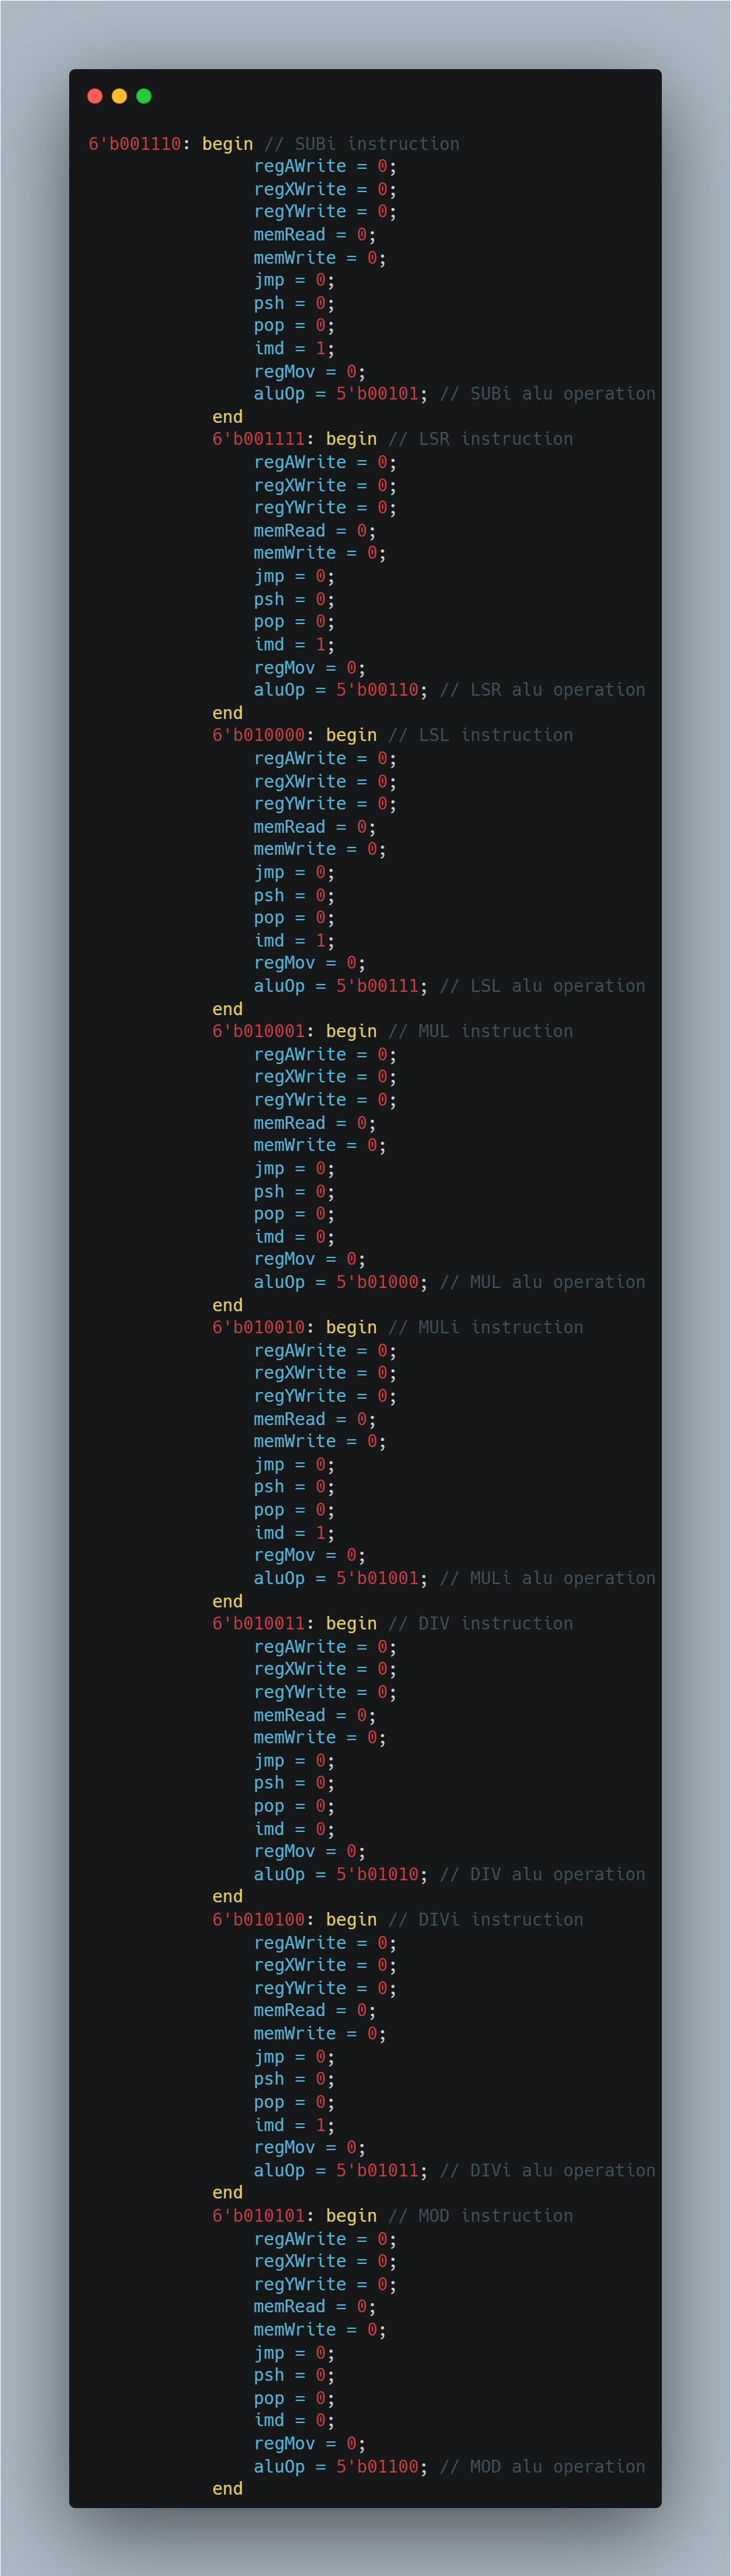 6'b001110: begin // SUBi instruction
                regAWrite = 0;
                regXWrite = 0;
                regYWrite = 0;
                memRead = 0;
                memWrite = 0;
                jmp = 0;
                psh = 0;
                pop = 0;
                imd = 1;
                regMov = 0;
                aluOp = 5'b00101; // SUBi alu operation
            end
            6'b001111: begin // LSR instruction
                regAWrite = 0;
                regXWrite = 0;
                regYWrite = 0;
                memRead = 0;
                memWrite = 0;
                jmp = 0;
                psh = 0;
                pop = 0;
                imd = 1;
                regMov = 0;
                aluOp = 5'b00110; // LSR alu operation
            end
            6'b010000: begin // LSL instruction
                regAWrite = 0;
                regXWrite = 0;
                regYWrite = 0;
                memRead = 0;
                memWrite = 0;
                jmp = 0;
                psh = 0;
                pop = 0;
                imd = 1;
                regMov = 0;
                aluOp = 5'b00111; // LSL alu operation
            end
            6'b010001: begin // MUL instruction
                regAWrite = 0;
                regXWrite = 0;
                regYWrite = 0;
                memRead = 0;
                memWrite = 0;
                jmp = 0;
                psh = 0;
                pop = 0;
                imd = 0;
                regMov = 0;
                aluOp = 5'b01000; // MUL alu operation
            end
            6'b010010: begin // MULi instruction
                regAWrite = 0;
                regXWrite = 0;
                regYWrite = 0;
                memRead = 0;
                memWrite = 0;
                jmp = 0;
                psh = 0;
                pop = 0;
                imd = 1;
                regMov = 0;
                aluOp = 5'b01001; // MULi alu operation
            end
            6'b010011: begin // DIV instruction
                regAWrite = 0;
                regXWrite = 0;
                regYWrite = 0;
                memRead = 0;
                memWrite = 0;
                jmp = 0;
                psh = 0;
                pop = 0;
                imd = 0;
                regMov = 0;
                aluOp = 5'b01010; // DIV alu operation
            end
            6'b010100: begin // DIVi instruction
                regAWrite = 0;
                regXWrite = 0;
                regYWrite = 0;
                memRead = 0;
                memWrite = 0;
                jmp = 0;
                psh = 0;
                pop = 0;
                imd = 1;
                regMov = 0;
                aluOp = 5'b01011; // DIVi alu operation
            end
            6'b010101: begin // MOD instruction
                regAWrite = 0;
                regXWrite = 0;
                regYWrite = 0;
                memRead = 0;
                memWrite = 0;
                jmp = 0;
                psh = 0;
                pop = 0;
                imd = 0;
                regMov = 0;
                aluOp = 5'b01100; // MOD alu operation
            end